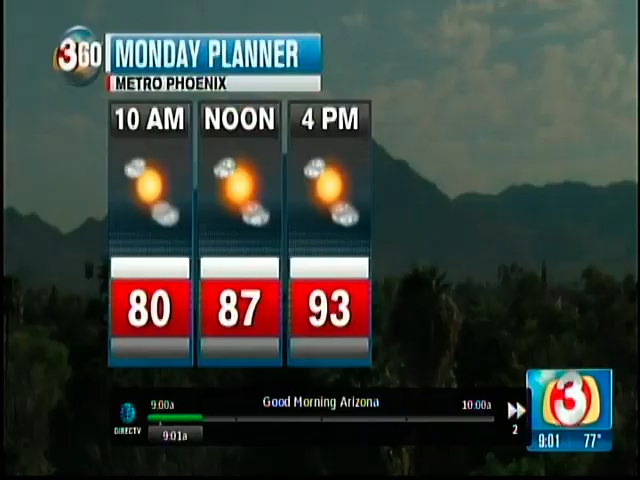 360
MONDAY PLANNER
METRO PHOENIX
10 AM NOON 4 PM
80 87 93
9:00a Good Morning Arizona 10:00a
DIRECTV
9:01a
2
3
9:01 77°